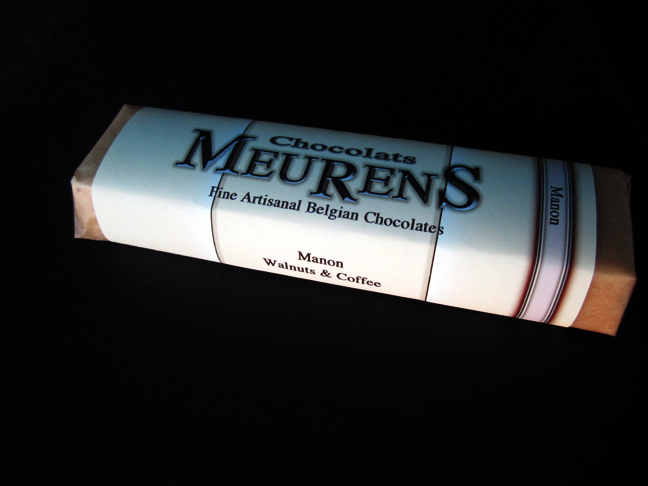 Chocolats
MEURENS
Fine Artisanal Belgian Chocolates
Manon
Walnuts & Coffee
Manon